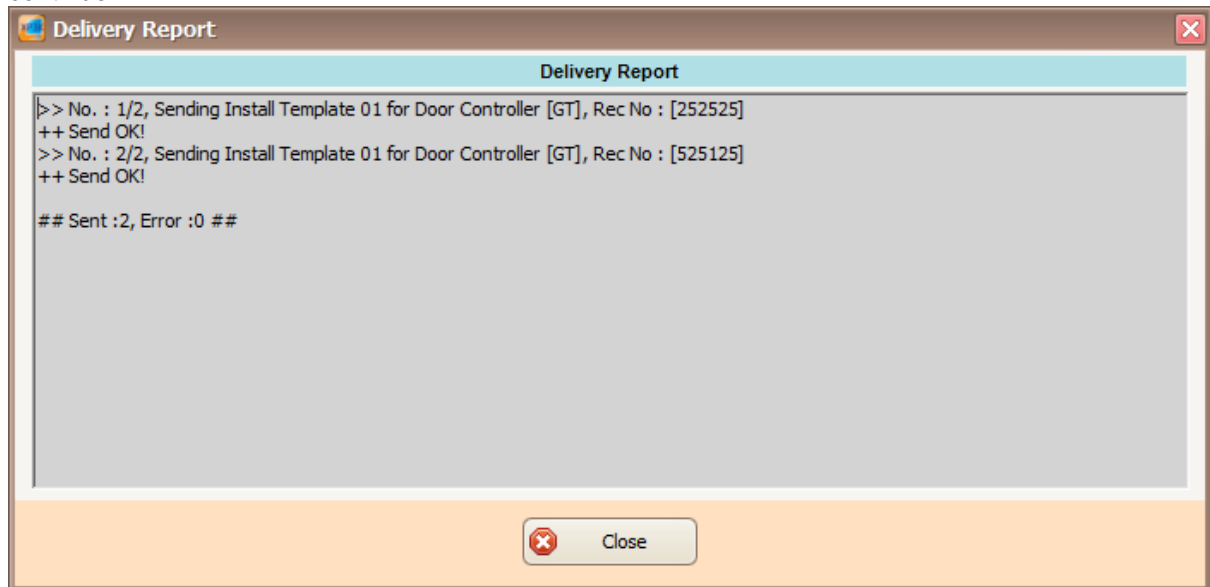 Delivery Report
Delivery Report
>> No. : 1/2, Sending Install Template 01 for Door Controller [GT], Rec No : [252525]
++ Send OK!
>> No. : 2/2, Sending Install Template 01 for Door Controller [GT], Rec No : [525125]
++ Send OK!
## Sent :2, Error :0 ##
Close